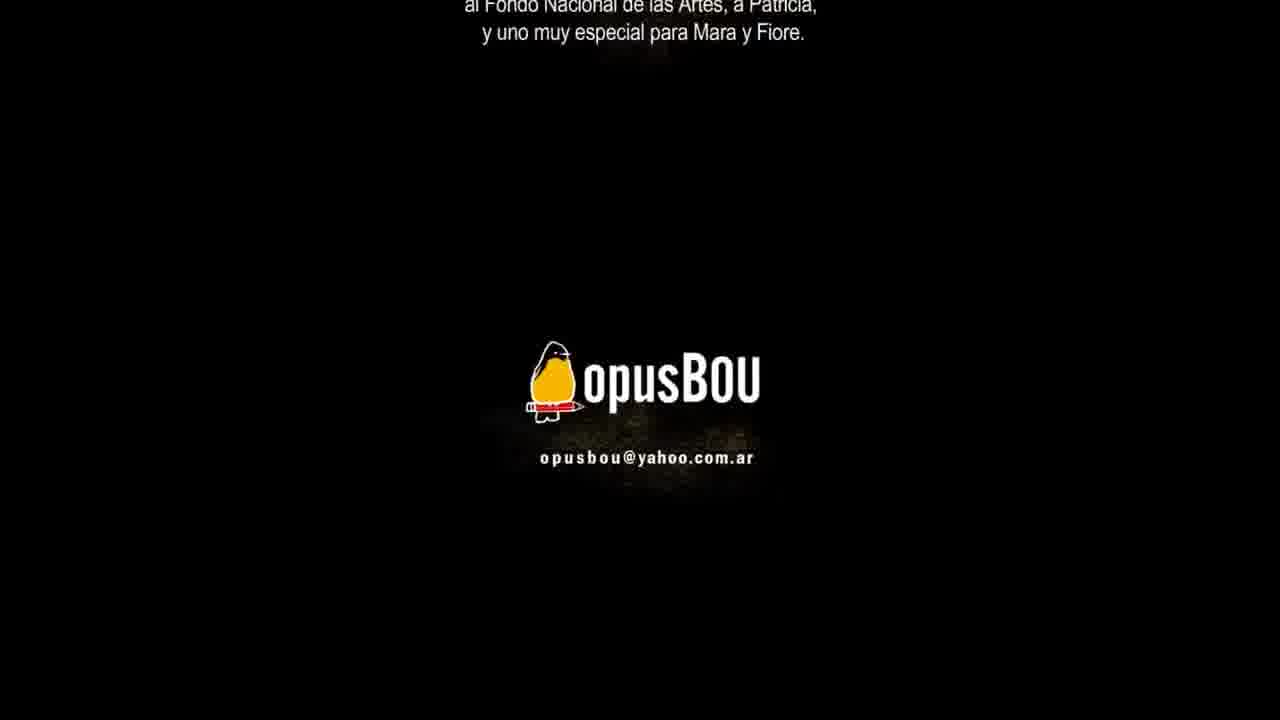 al Fondo Nacional de las Artes, a Patricia,
y uno muy especial para Mara y Fiore.
opusBOU
opusbou@yahoo.com.ar